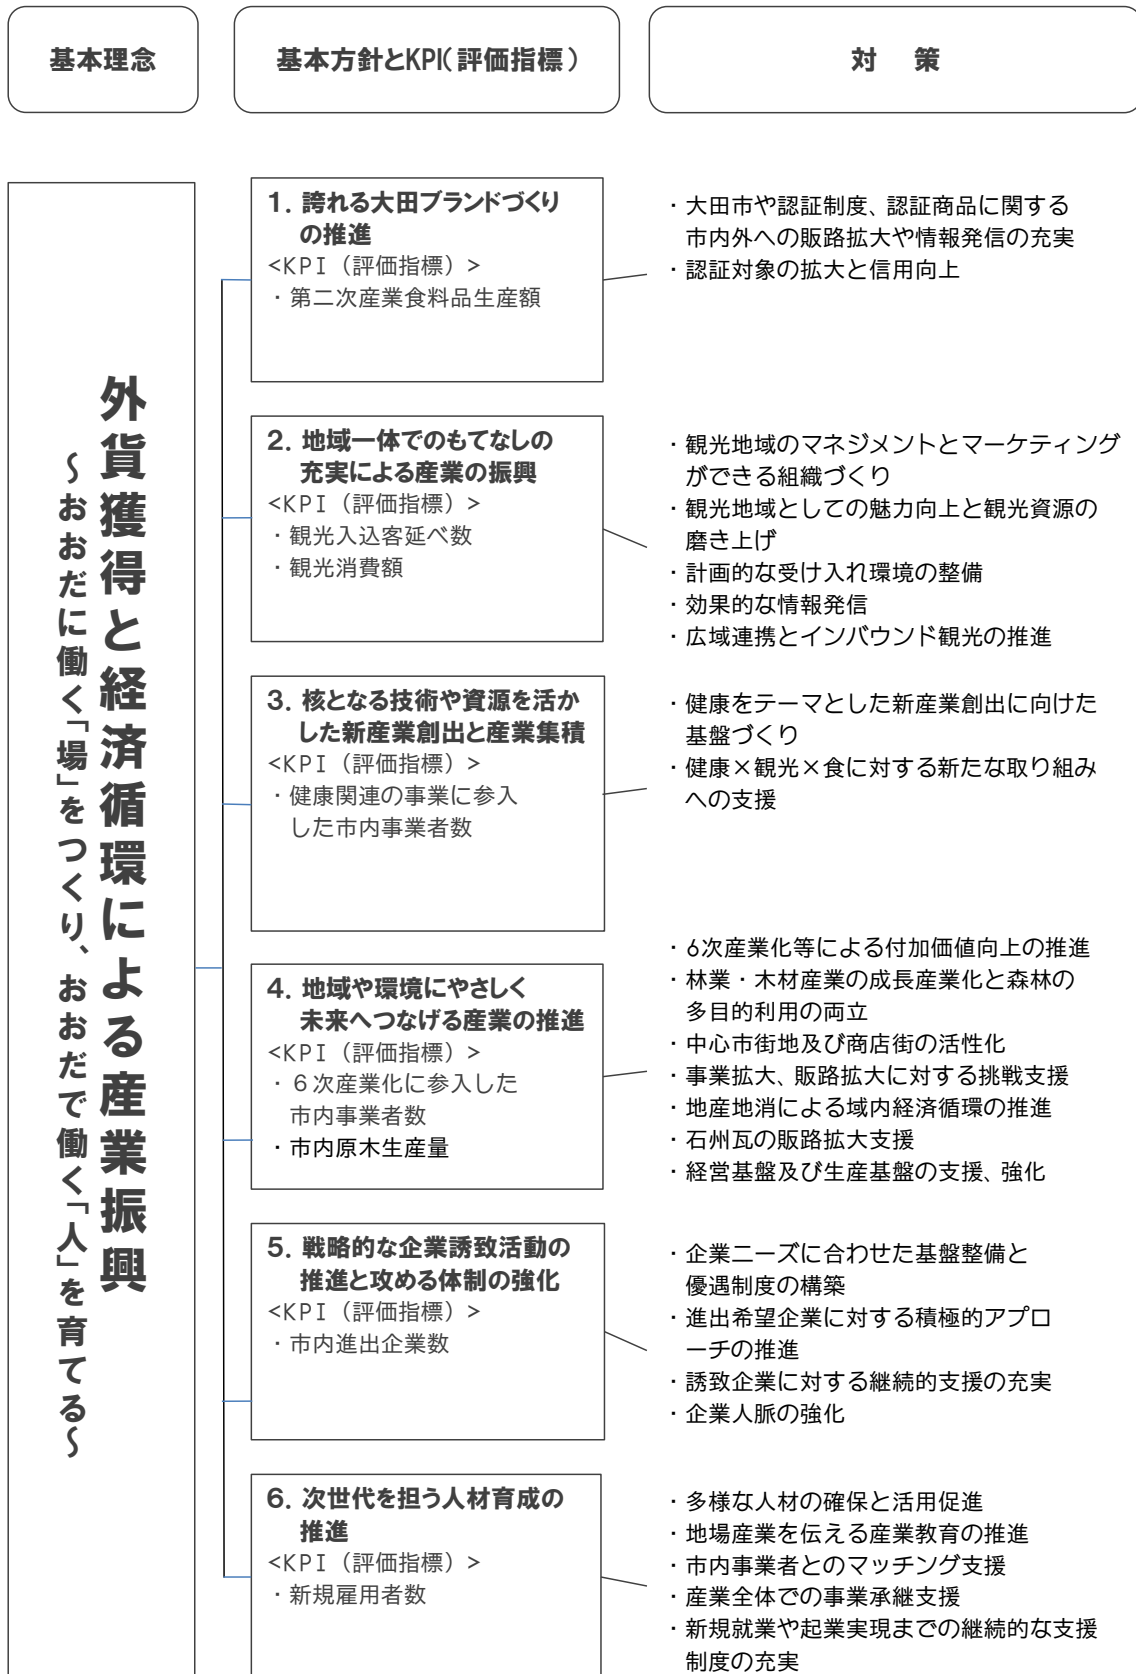 基本理念
基本方針とKPI(評価指標)
対　策
外貨獲得と経済循環による産業振興
～おおだに働く「場」をつくり、おおだで働く「人」を育てる～
1. 誇れる大田ブランドづくり
の推進
<KPI（評価指標）>
・第二次産業食料品生産額
・大田市や認証制度、認証商品に関する
市内外への販路拡大や情報発信の充実
・認証対象の拡大と信用向上
2. 地域一体でのもてなしの
充実による産業の振興
<KPI（評価指標）>
・観光入込客延べ数
・観光消費額
・観光地域のマネジメントとマーケティング
ができる組織づくり
・観光地域としての魅力向上と観光資源の
磨き上げ
・計画的な受け入れ環境の整備
・効果的な情報発信
・広域連携とインバウンド観光の推進
3. 核となる技術や資源を活か
した新産業創出と産業集積
<KPI（評価指標）>
・健康関連の事業に参入
した市内事業者数
・健康をテーマとした新産業創出に向けた
基盤づくり
・健康×観光×食に対する新たな取り組み
への支援
4. 地域や環境にやさしく
未来へつなげる産業の推進
<KPI（評価指標）>
・６次産業化に参入した
市内事業者数
・市内原木生産量
・6次産業化等による付加価値向上の推進
・林業・木材産業の成長産業化と森林の
多目的利用の両立
・中心市街地及び商店街の活性化
・事業拡大、販路拡大に対する挑戦支援
・地産地消による域内経済循環の推進
・石州瓦の販路拡大支援
・経営基盤及び生産基盤の支援、強化
5. 戦略的な企業誘致活動の
推進と攻める体制の強化
<KPI（評価指標）>
・市内進出企業数
・企業ニーズに合わせた基盤整備と
優遇制度の構築
・進出希望企業に対する積極的アプロ
ーチの推進
・誘致企業に対する継続的支援の充実
・企業人脈の強化
6. 次世代を担う人材育成の
推進
<KPI（評価指標）>
・新規雇用者数
・多様な人材の確保と活用促進
・地場産業を伝える産業教育の推進
・市内事業者とのマッチング支援
・産業全体での事業承継支援
・新規就業や起業実現までの継続的な支援
制度の充実